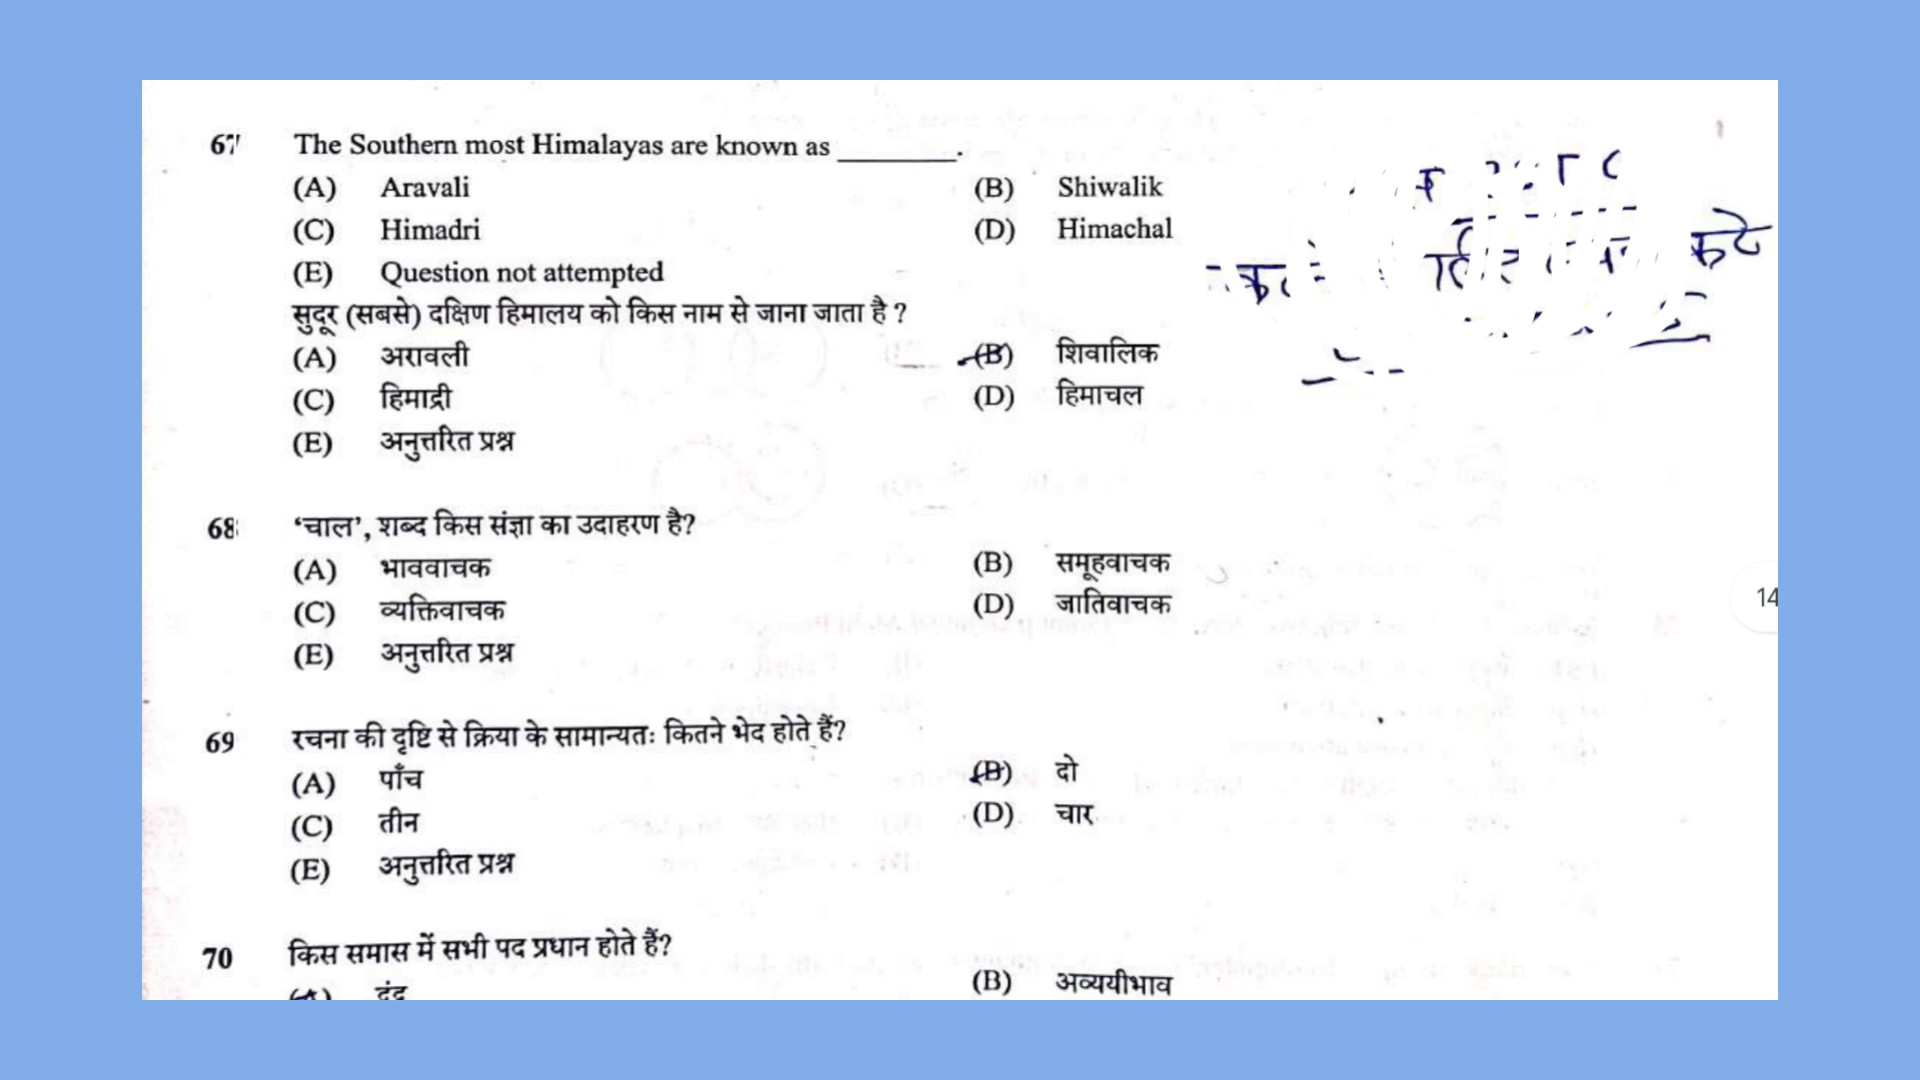 67 The Southern most Himalayas are known as ________.
(A) Aravali (B) Shiwalik
(C) Himadri (D) Himachal
(E) Question not attempted
सुदूर (सबसे) दक्षिण हिमालय को किस नाम से जाना जाता है ?
(A) अरावली (B) शिवालिक
(C) हिमाद्री (D) हिमाचल
(E) अनुत्तरित प्रश्न
68 ‘चाल’, शब्द किस संज्ञा का उदाहरण है?
(A) भाववाचक (B) समूहवाचक
(C) व्यक्तिवाचक (D) जातिवाचक
(E) अनुत्तरित प्रश्न
14
69 रचना की दृष्टि से क्रिया के सामान्यतः कितने भेद होते हैं?
(A) पाँच (B) दो
(C) तीन (D) चार
(E) अनुत्तरित प्रश्न
70 किस समास में सभी पद प्रधान होते हैं?
(A) द्वंद्व (B) अव्ययीभाव